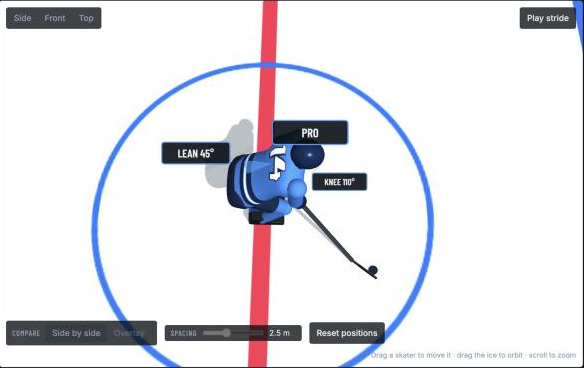 Side Front Top
Play stride
PRO
LEAN 45°
14
KNEE 110°
COMPARE Side by side Overlay
SPACING 2.5 m
Reset positions
Drag a skater to move it · drag the ice to orbit · scroll to zoom